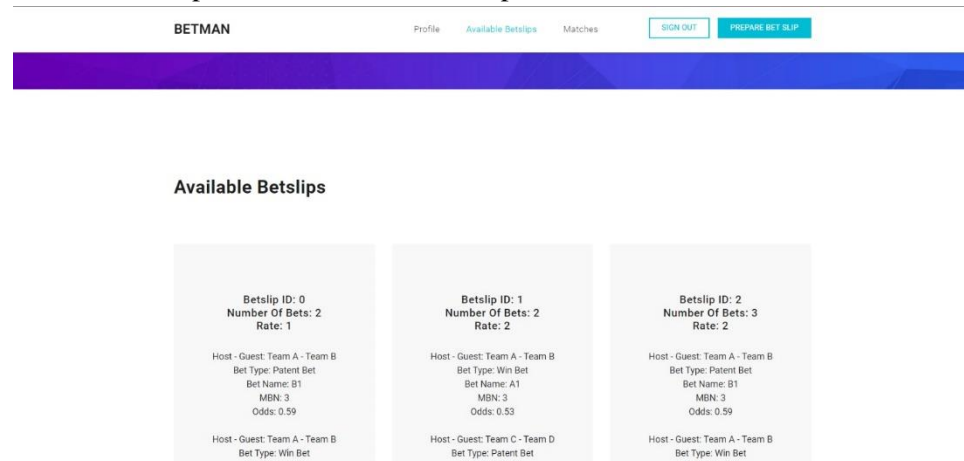 BETMAN
Profile Available Betslips Matches SIGN OUT PREPARE BET SLIP
Available Betslips
Betslip ID: 0
Number Of Bets: 2
Rate: 1
Host - Guest: Team A - Team B
Bet Type: Patent Bet
Bet Name: B1
MBN: 3
Odds: 0.59
Host - Guest: Team A - Team B
Bet Type: Win Bet
Betslip ID: 1
Number Of Bets: 2
Rate: 2
Host - Guest: Team A - Team B
Bet Type: Win Bet
Bet Name: A1
MBN: 3
Odds: 0.53
Host - Guest: Team C - Team D
Bet Type: Patent Bet
Betslip ID: 2
Number Of Bets: 3
Rate: 2
Host - Guest: Team A - Team B
Bet Type: Patent Bet
Bet Name: B1
MBN: 3
Odds: 0.59
Host - Guest: Team A - Team B
Bet Type: Win Bet